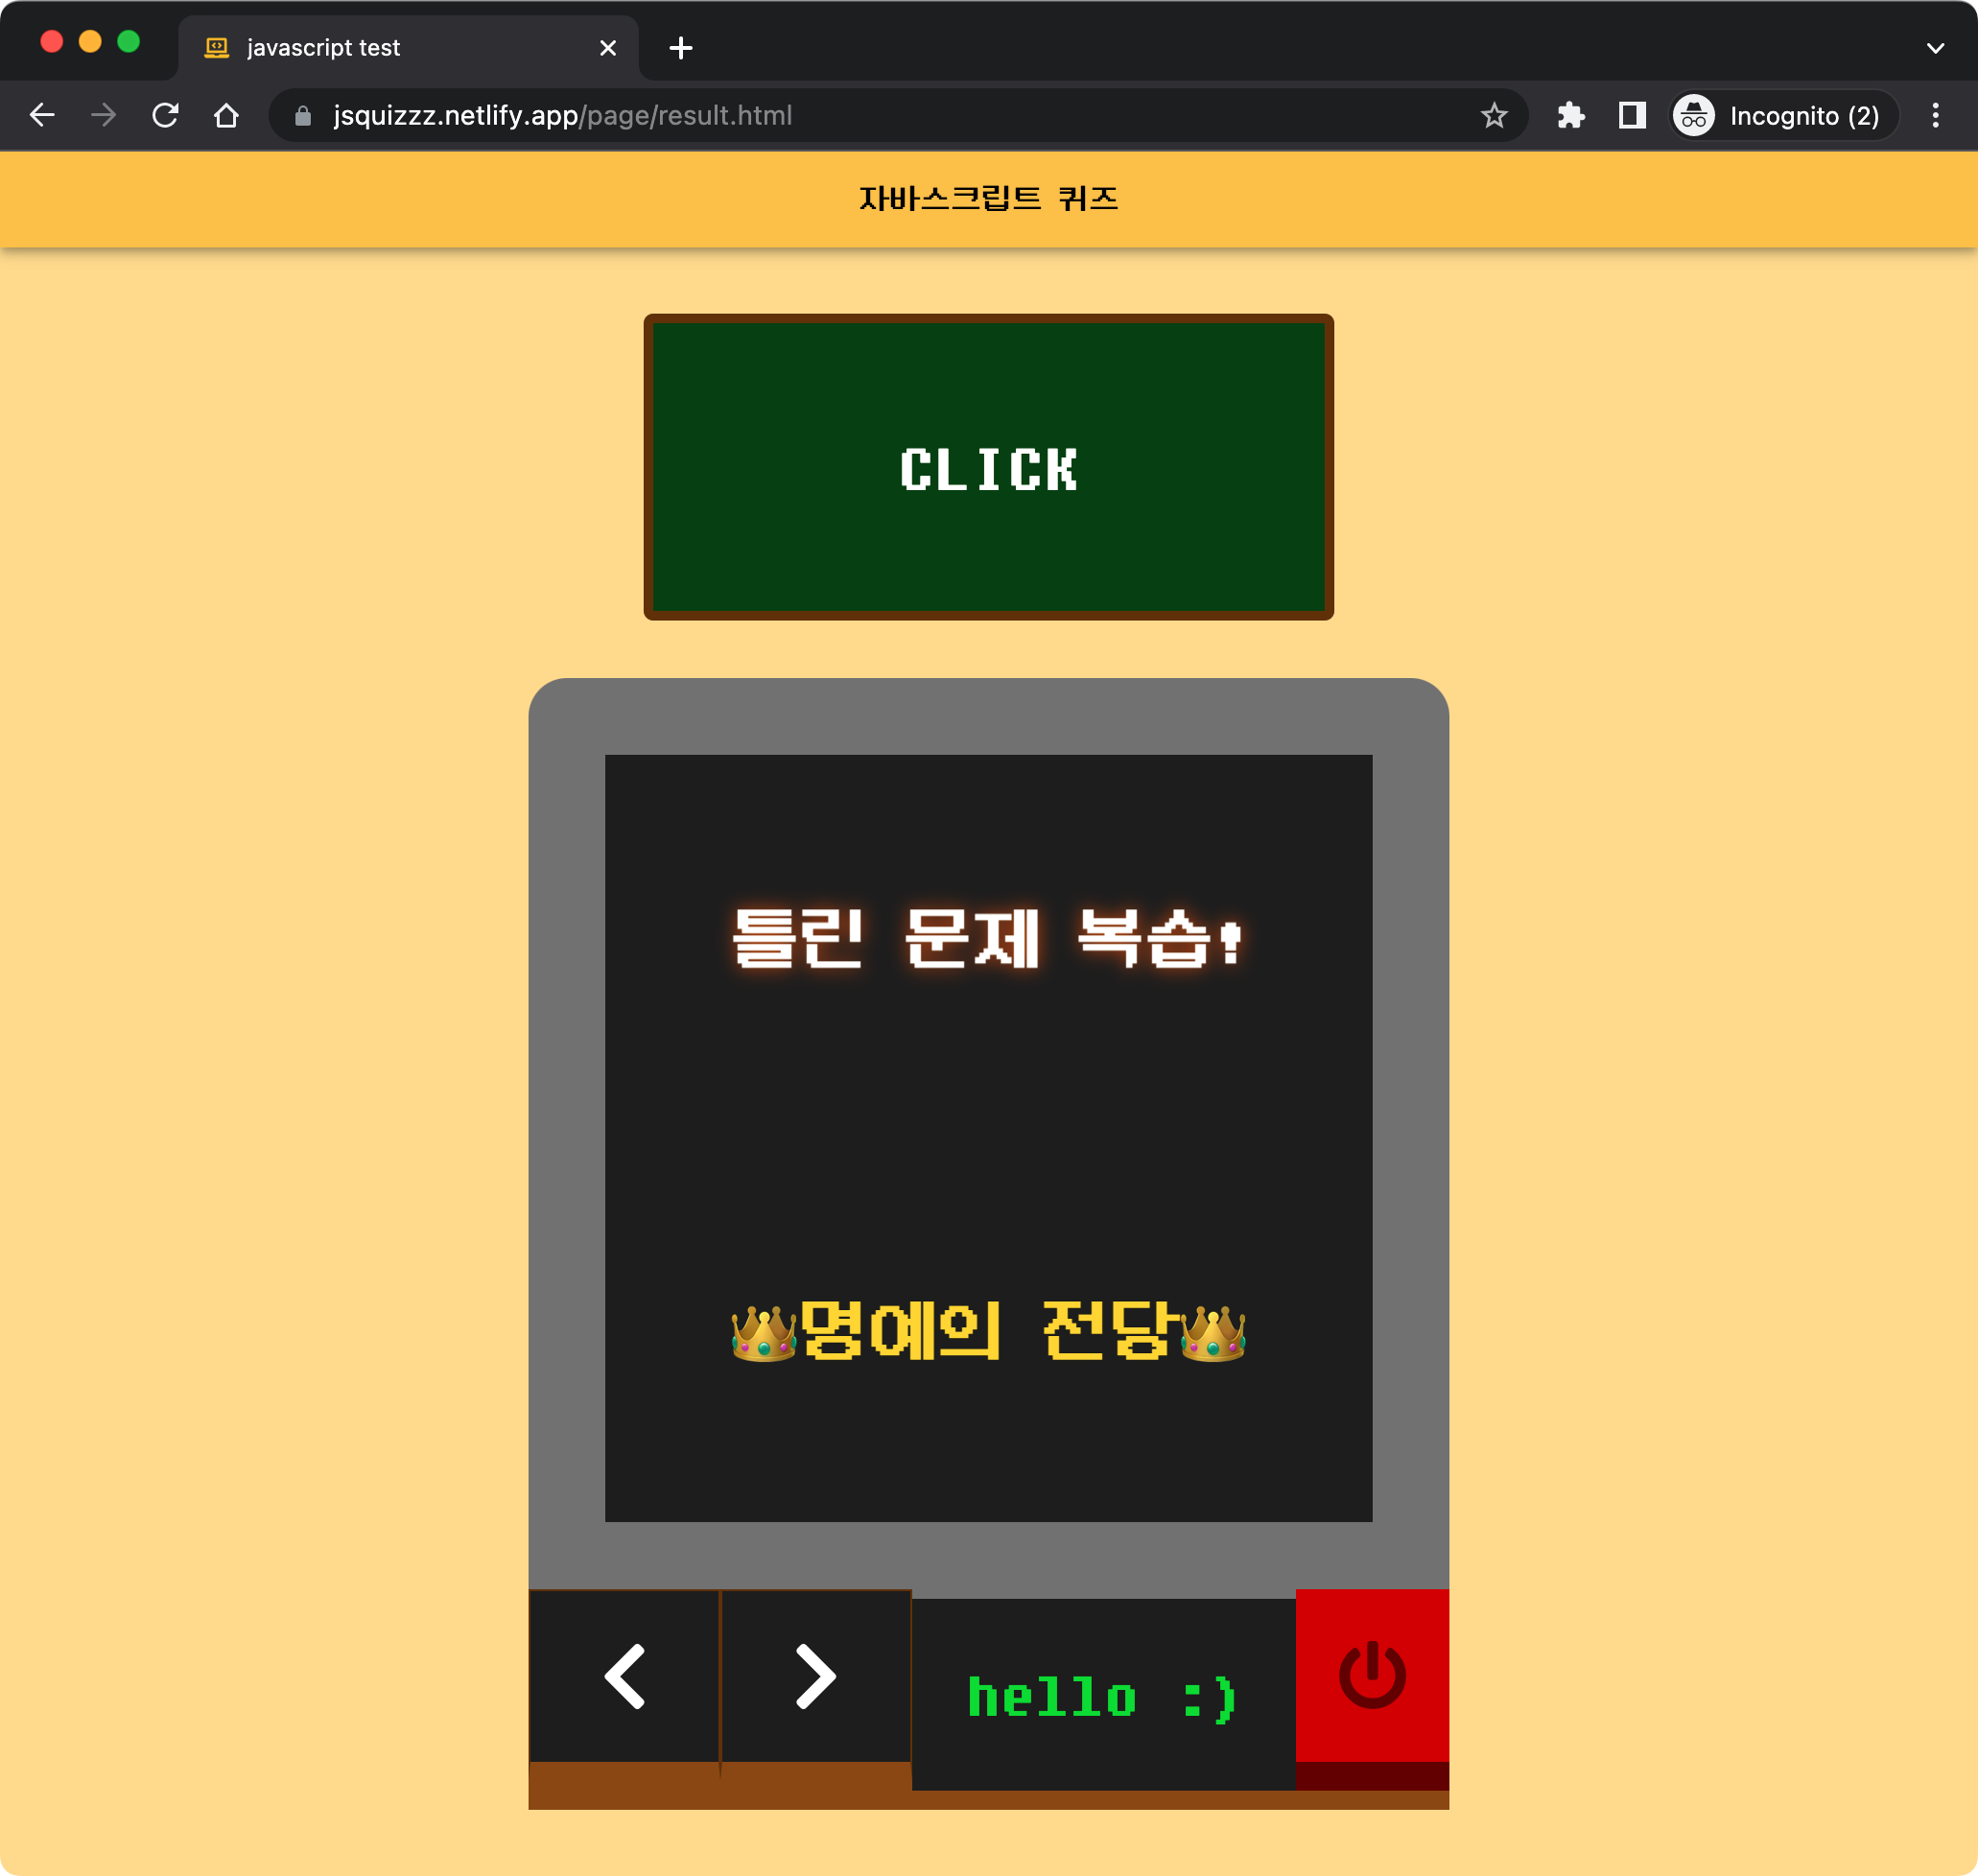 javascript test
jsquizzz.netlify.app/page/result.html
Incognito (2)
자바스크립트 퀴즈
CLICK
틀린 문제 복습!
👑명예의 전당👑
hello :)